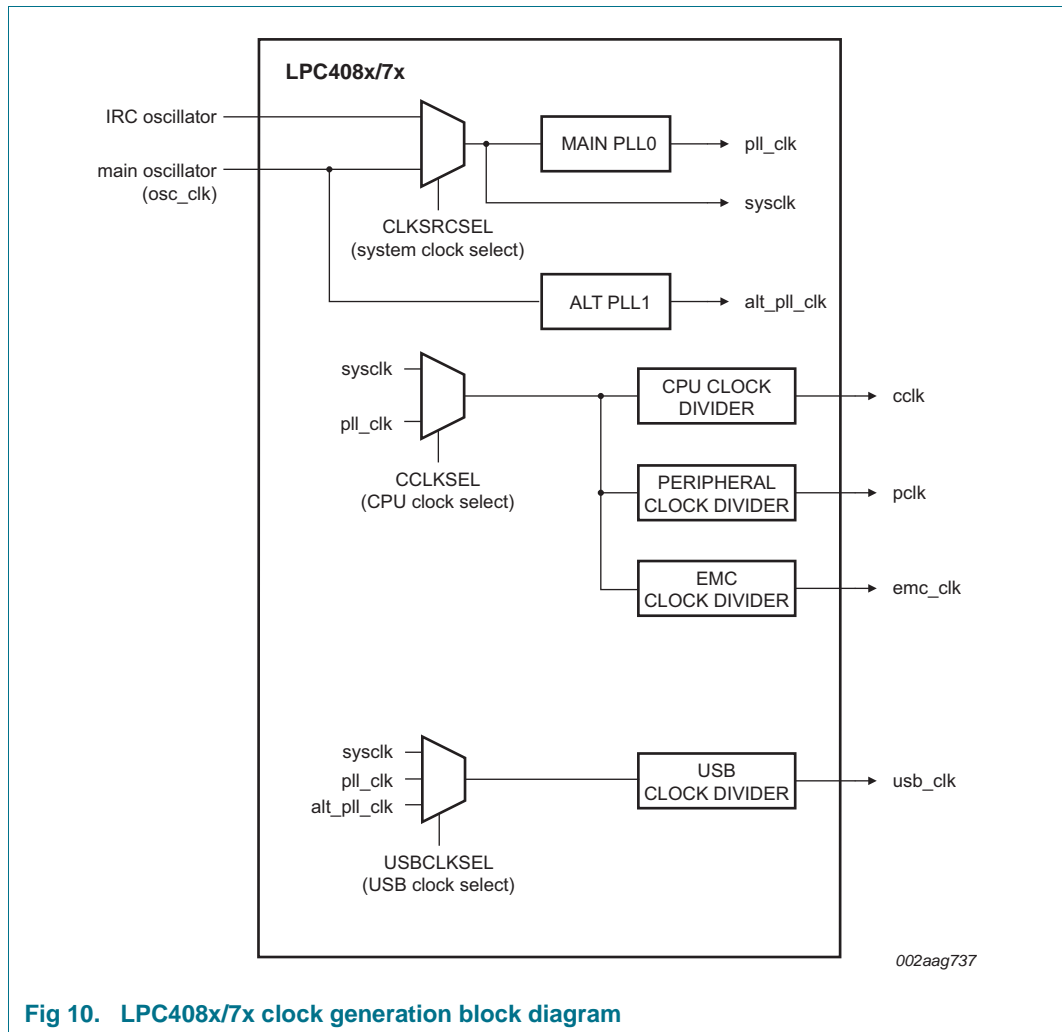 LPC408x/7x
IRC oscillator
MAIN PLL0
pll_clk
main oscillator
(osc_clk)
sysclk
CLKSRCSEL
(system clock select)
ALT PLL1
alt_pll_clk
sysclk
CPU CLOCK
DIVIDER
cclk
pll_clk
CCLKSEL
(CPU clock select)
PERIPHERAL
CLOCK DIVIDER
pclk
EMC
CLOCK DIVIDER
emc_clk
sysclk
pll_clk
alt_pll_clk
USB
CLOCK DIVIDER
usb_clk
USBCLKSEL
(USB clock select)
002aag737
Fig 10. LPC408x/7x clock generation block diagram